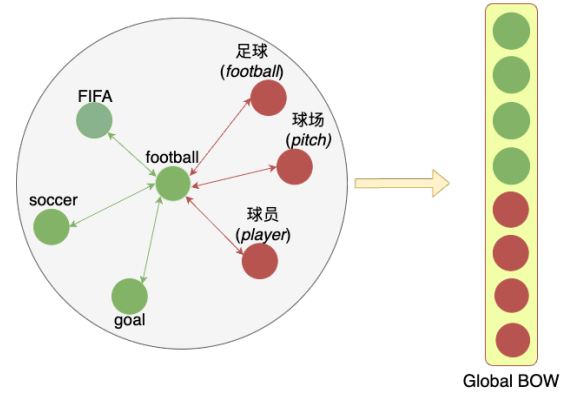 足球
(football)
FIFA
球场
(pitch)
football
soccer
球员
(player)
goal
Global BOW